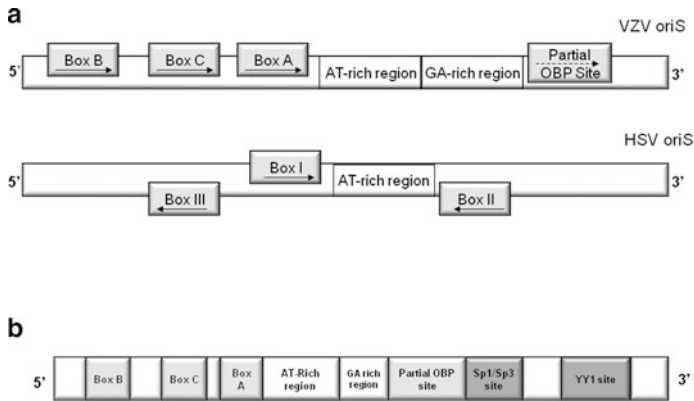 a
VZV oriS
Box B
Box C
Box A
AT-rich region
GA-rich region
Partial
OBP Site
5'
3'
HSV oriS
Box I
AT-rich region
5'
3'
Box III
Box II
b
5'
Box B
Box C
Box
A
AT-Rich
region
GA rich
region
Partial OBP
site
Sp1/Sp3
site
YY1 site
3'